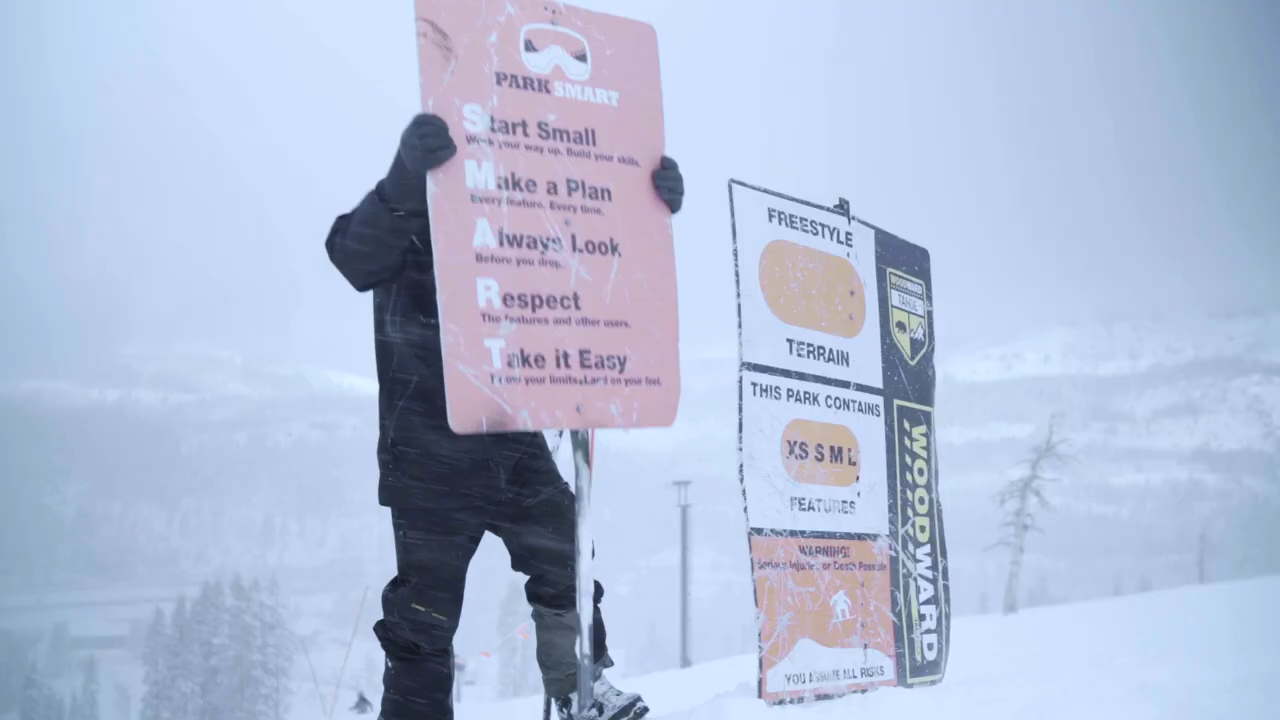 PARK SMART
Start Small
Work your way up. Build your skills.
Make a Plan
Every feature. Every time.
Always Look
Before you drop.
Respect
The features and other users.
Take it Easy
Know your limits. Land on your feet.
FREESTYLE
TERRAIN
THIS PARK CONTAINS
XS S M L
FEATURES
WARNING!
Serious Injuries or Death Possible
YOU ASSUME ALL RISKS
WOODWARD
TAHOE
WOODWARD